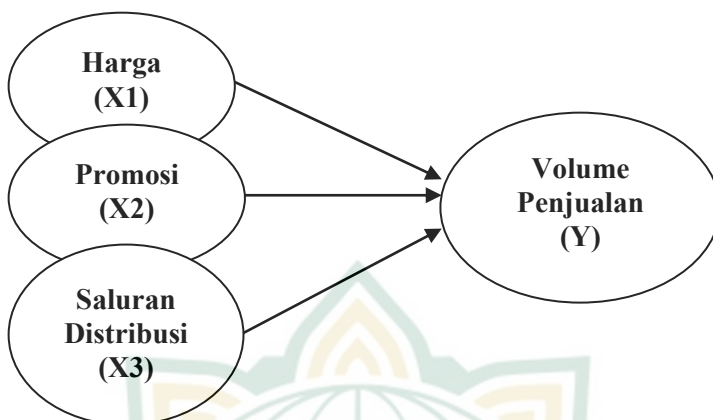 Harga
(X1)
Promosi
(X2)
Saluran
Distribusi
(X3)
Volume
Penjualan
(Y)